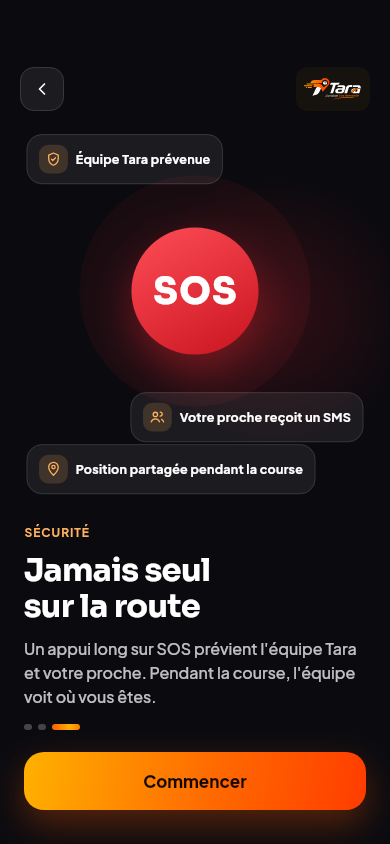 Tara
Équipe Tara prévenue
SOS
Votre proche reçoit un SMS
Position partagée pendant la course
SÉCURITÉ
Jamais seul
sur la route
Un appui long sur SOS prévient l'équipe Tara
et votre proche. Pendant la course, l'équipe
voit où vous êtes.
Commencer